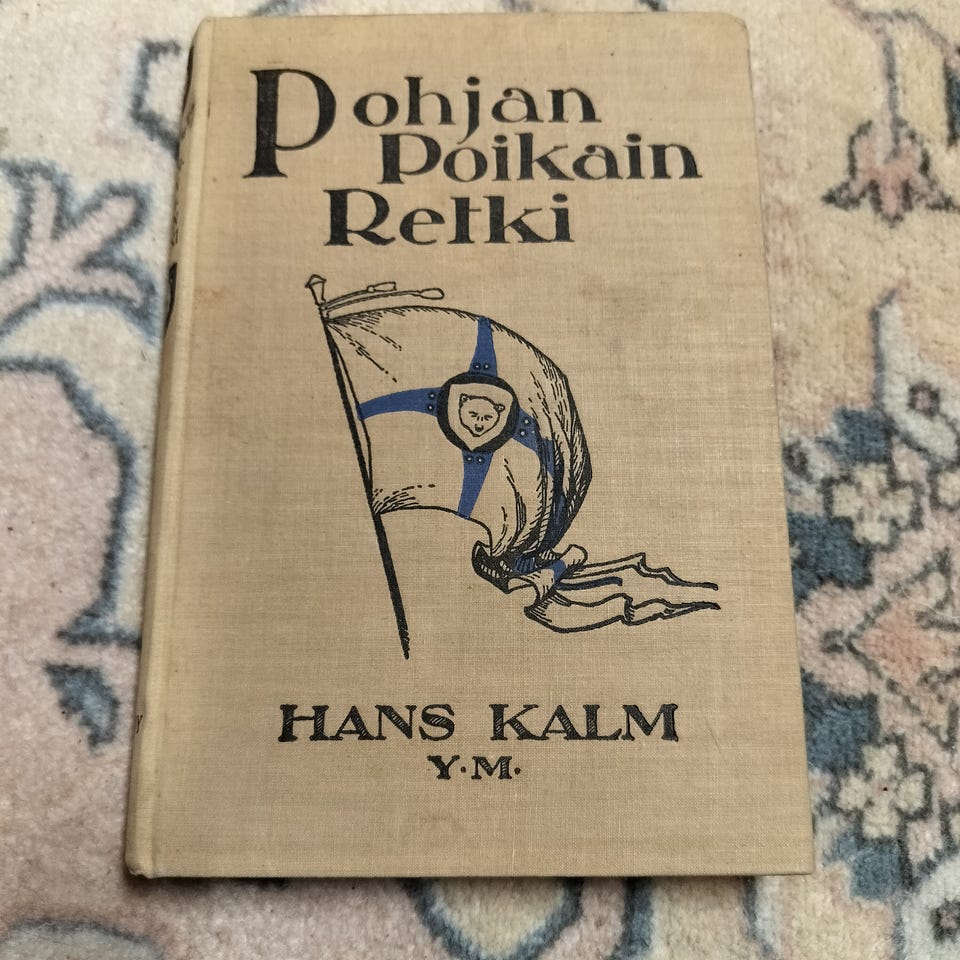 Pohjan
Poikain
Retki
HANS KALM
Y.M.